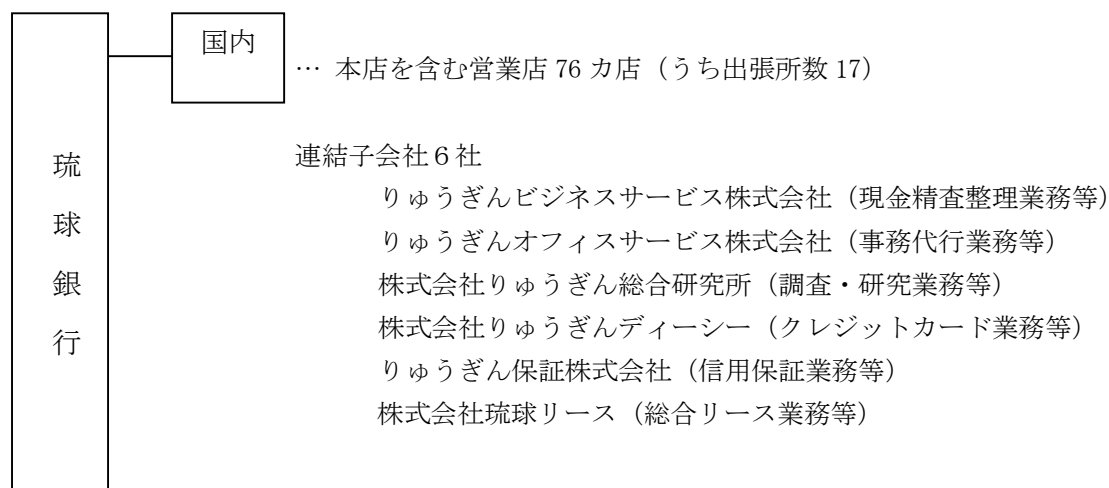 国内
… 本店を含む営業店 76 カ店（うち出張所数 17）
琉球銀行
連結子会社６社
りゅうぎんビジネスサービス株式会社（現金精査整理業務等）
りゅうぎんオフィスサービス株式会社（事務代行業務等）
株式会社りゅうぎん総合研究所（調査・研究業務等）
株式会社りゅうぎんディーシー（クレジットカード業務等）
りゅうぎん保証株式会社（信用保証業務等）
株式会社琉球リース（総合リース業務等）